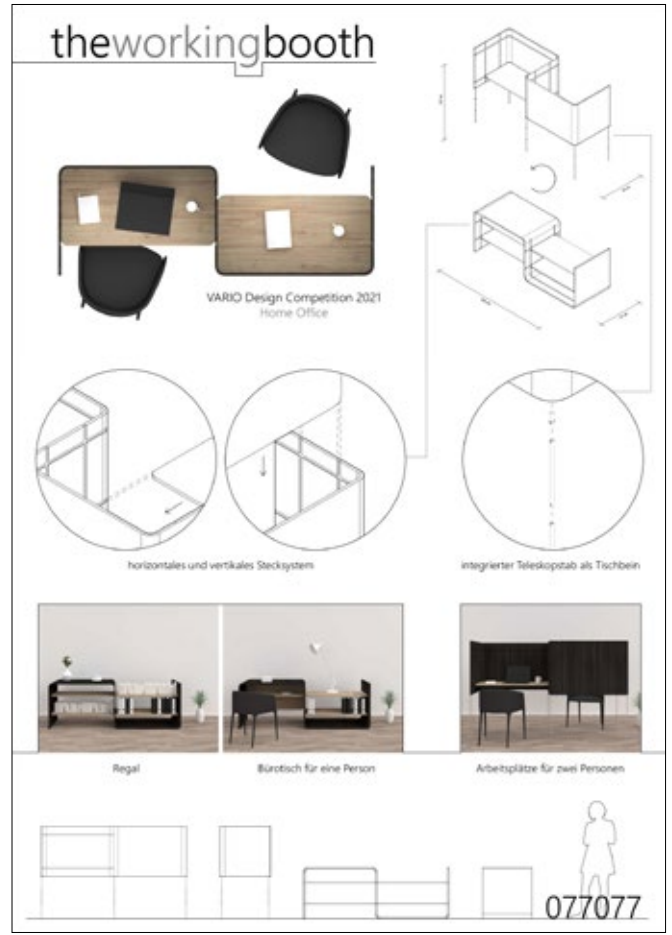 theworkingbooth
VARIO Design Competition 2021
Home Office
horizontales und vertikales Stecksystem
integrierter Teleskopstab als Tischbein
Regal
Bürotisch für eine Person
Arbeitsplätze für zwei Personen
077077